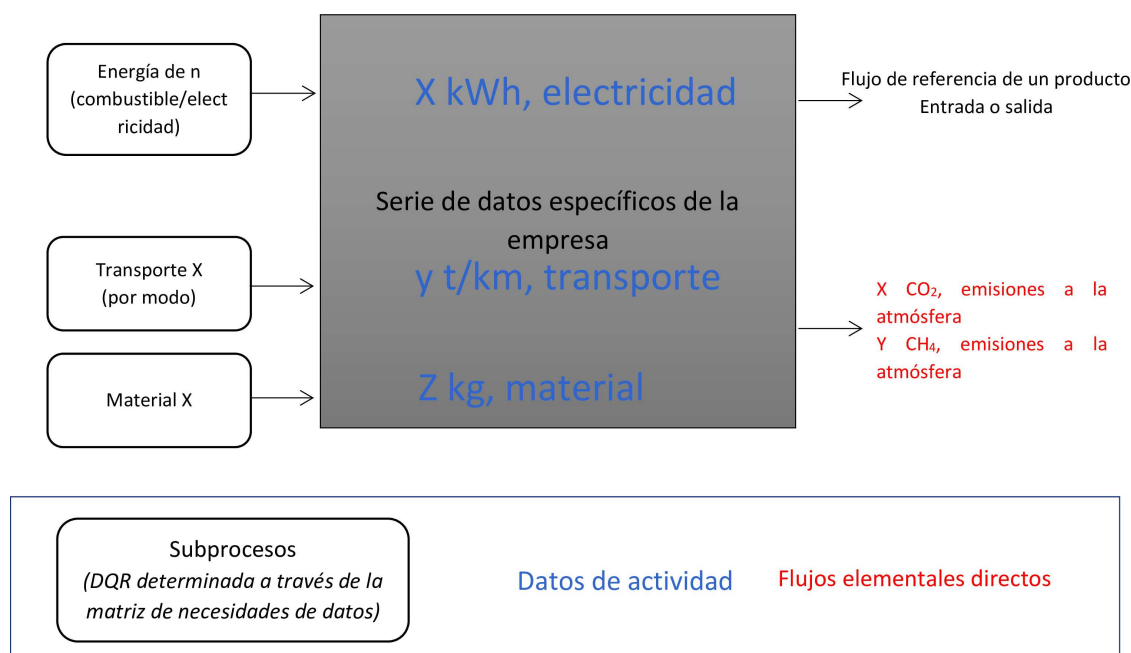 Energía de n
(combustible/elect
ricidad)
X kWh, electricidad
Flujo de referencia de un producto
Entrada o salida
Serie de datos específicos de la
empresa
Transporte X
(por modo)
y t/km, transporte
X CO₂, emisiones a la
atmósfera
Y CH₄, emisiones a la
atmósfera
Material X
Z kg, material
Subprocesos
(DQR determinada a través de la
matriz de necesidades de datos)
Datos de actividad
Flujos elementales directos